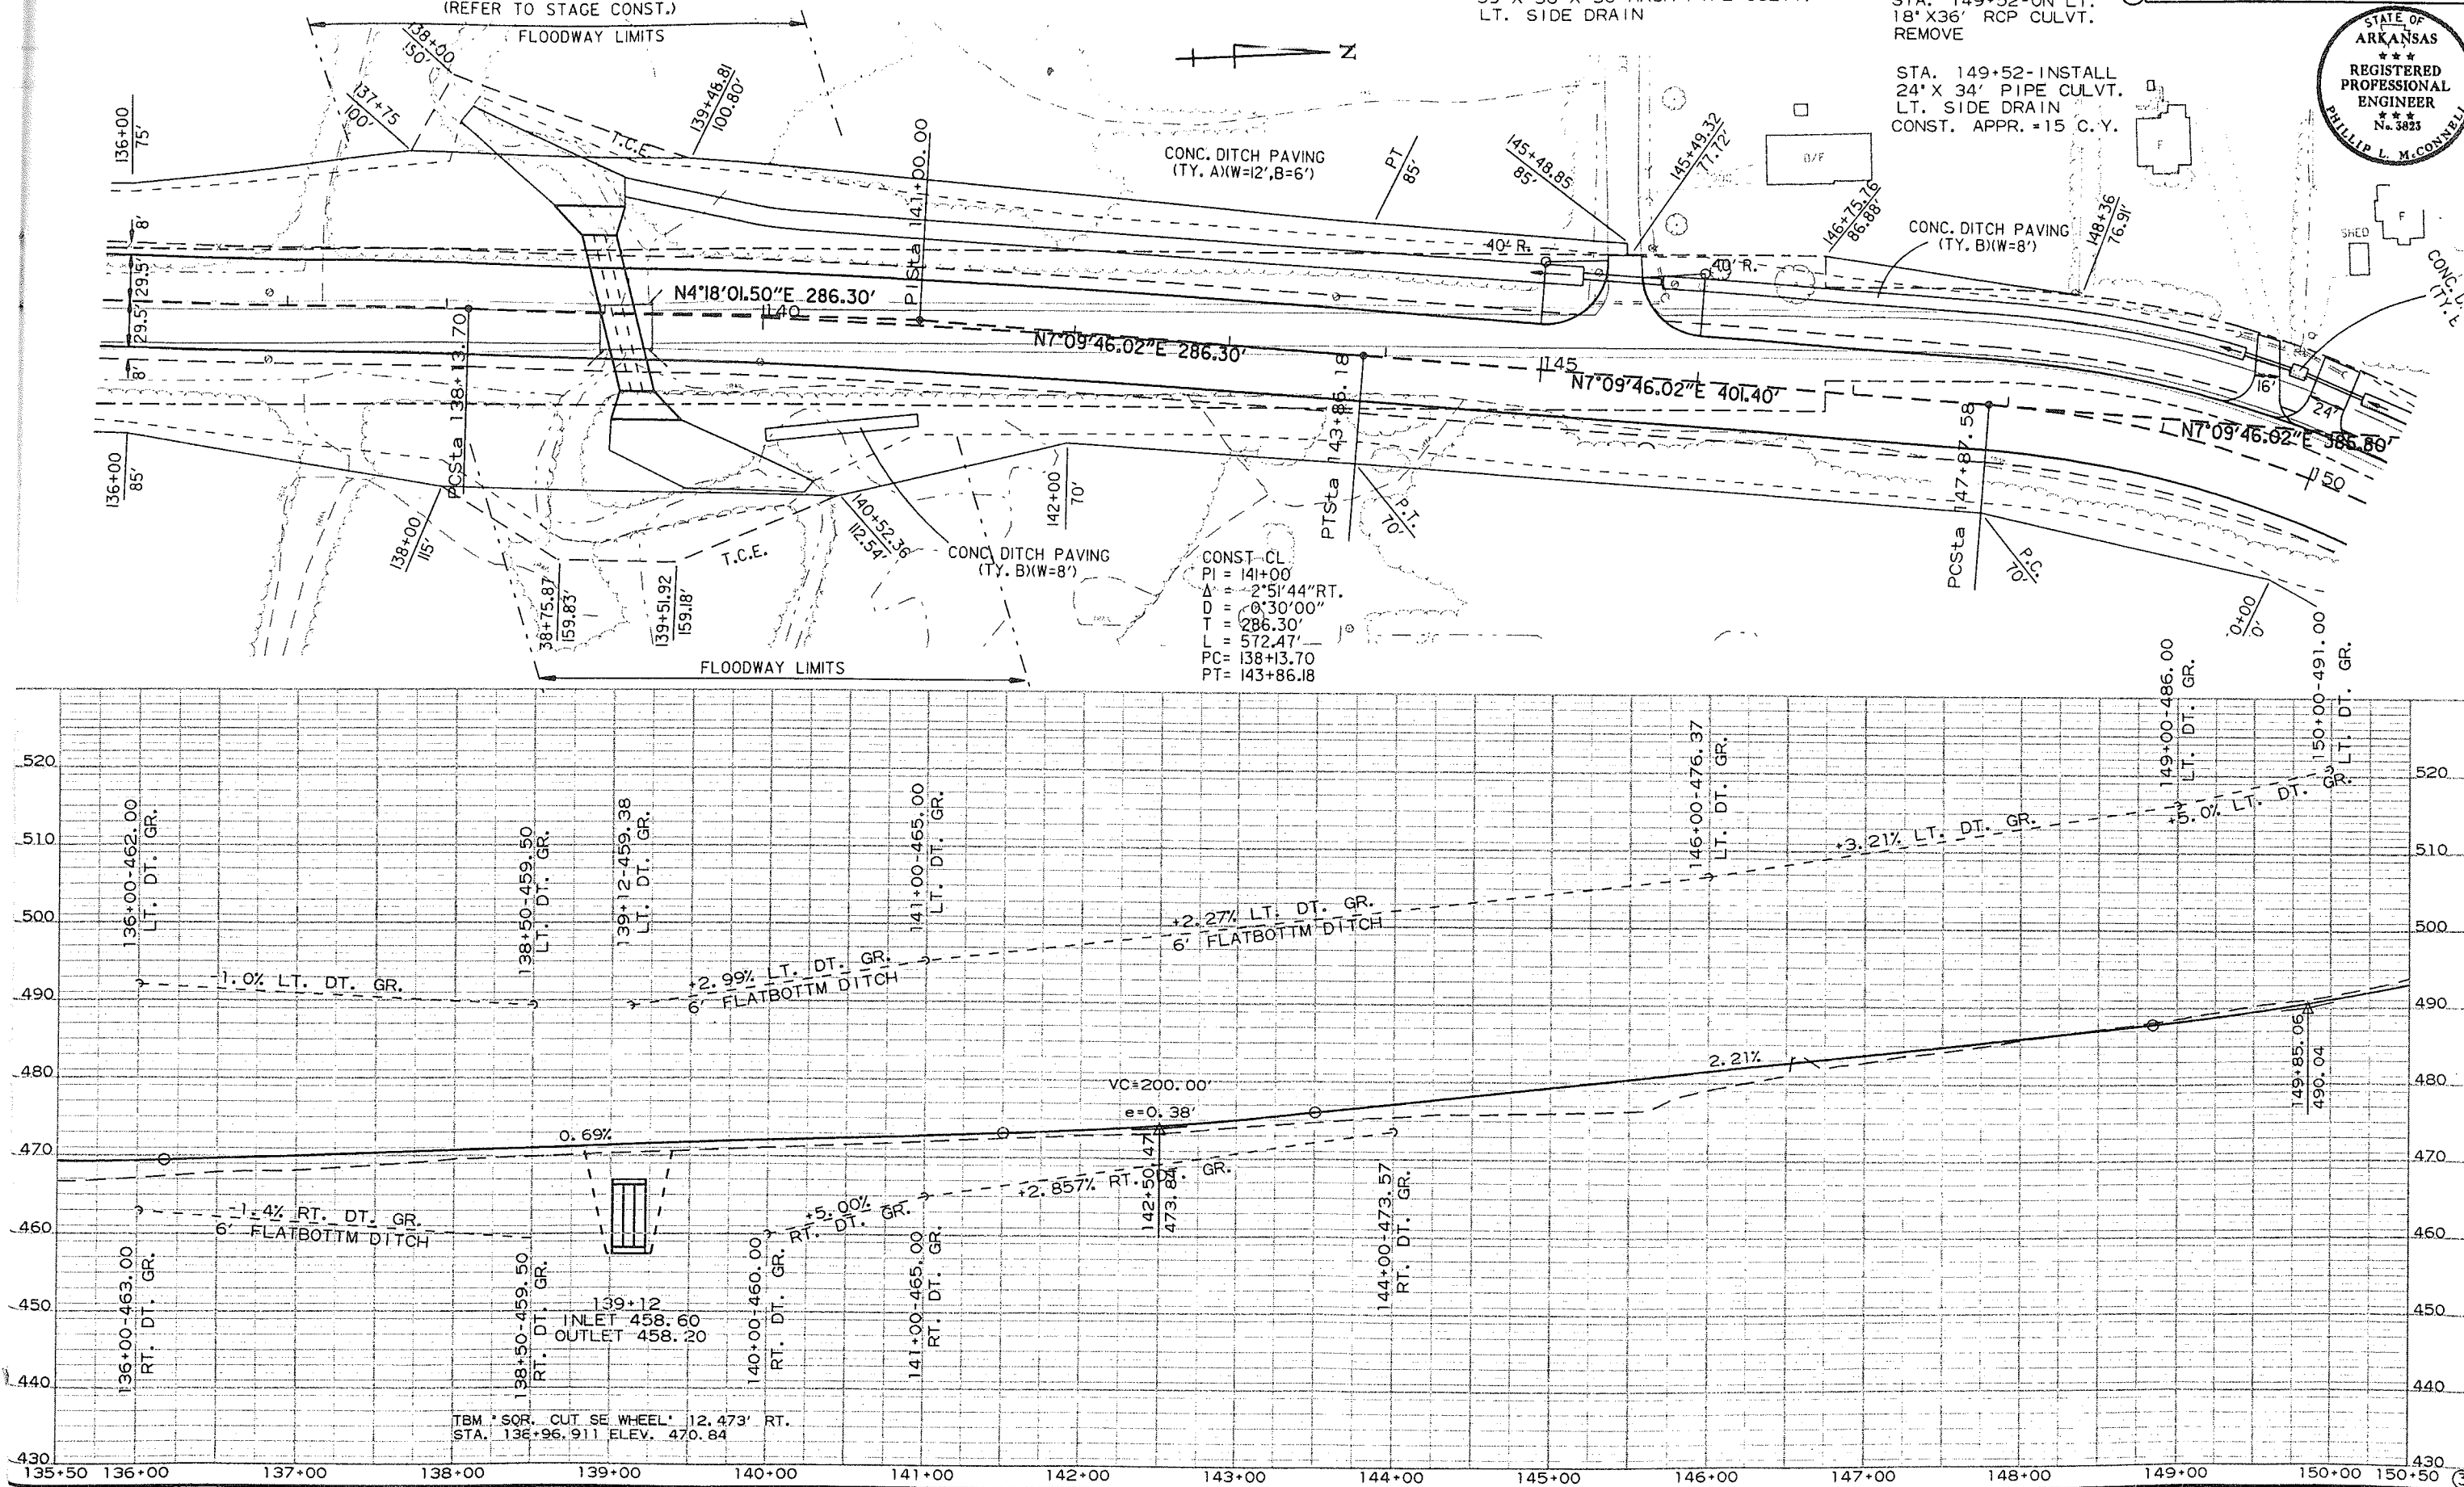 (REFER TO STAGE CONST.)
FLOODWAY LIMITS
LT. SIDE DRAIN
18" X36' RCP CULVT.
REMOVE
STA. 149+52-INSTALL
24" X 34' PIPE CULVT.
LT. SIDE DRAIN
CONST. APPR. =15 C.Y.
STATE OF
ARKANSAS
★ ★ ★
REGISTERED
PROFESSIONAL
ENGINEER
★ ★ ★
No. 3823
PHILLIP L. McCONNELL
N
136+00
75'
137+75
100'
138+00
150'
T.C.E.
139+48.81
100.80'
P I Sta 141+00.00
CONC. DITCH PAVING
(TY. A)(W=12',B=6')
PT
85'
145+48.85
85'
145+49.32
77.72'
O/F
146+75.76
86.88'
CONC. DITCH PAVING
(TY. B)(W=8')
148+36
76.91'
F
SHED
F
8'
29.5'
29.5'
8'
40' R.
40' R.
N4°18'01.50"E 286.30'
140
N7°09'46.02"E 286.30'
145
N7°09'46.02"E 401.40'
16'
24'
N7°09'46.02"E 386.80'
150
136+00
85'
PCSta 138+13.70
138+00
115'
38+75.87
159.83'
139+51.92
159.18'
T.C.E.
140+52.36
112.54'
CONC. DITCH PAVING
(TY. B)(W=8')
142+00
70'
PTSta 143+86.18
P.T.
70'
PCSta 147+87.58
P.C.
70'
CONST CL
PI = 141+00
Δ = 2°51'44"RT.
D = 0°30'00"
T = 286.30'
L = 572.47'
PC= 138+13.70
PT= 143+86.18
FLOODWAY LIMITS
520
510
500
490
480
470
460
450
440
430
136+00-462.00
LT. DT. GR.
138+50-459.50
LT. DT. GR.
139+12-459.38
LT. DT. GR.
141+00-465.00
LT. DT. GR.
146+00-476.37
LT. DT. GR.
149+00-486.00
LT. DT. GR.
150+00-491.00
LT. DT. GR.
-1.0% LT. DT. GR.
+2.99% LT. DT. GR.
6' FLATBOTTM DITCH
+2.27% LT. DT. GR.
6' FLATBOTTM DITCH
+3.21% LT. DT. GR.
+5.0% LT. DT. GR.
0.69%
VC=200.00'
e=0.38'
142+50.47
473.84
2.21%
149+85.06
490.04
-1.4% RT. DT. GR.
6' FLATBOTTM DITCH
+5.00%
RT. DT. GR.
+2.857% RT. DT. GR.
136+00-463.00
RT. DT. GR.
138+50-459.50
RT. DT. GR.
139+12
INLET 458.60
OUTLET 458.20
140+00-460.00
RT. DT. GR.
141+00-465.00
RT. DT. GR.
144+00-473.57
RT. DT. GR.
TBM "SQR. CUT SE WHEEL" 12.473' RT.
STA. 138+96.911 ELEV. 470.84
520
510
500
490
480
470
460
450
440
430
135+50 136+00 137+00 138+00 139+00 140+00 141+00 142+00 143+00 144+00 145+00 146+00 147+00 148+00 149+00 150+00 150+50